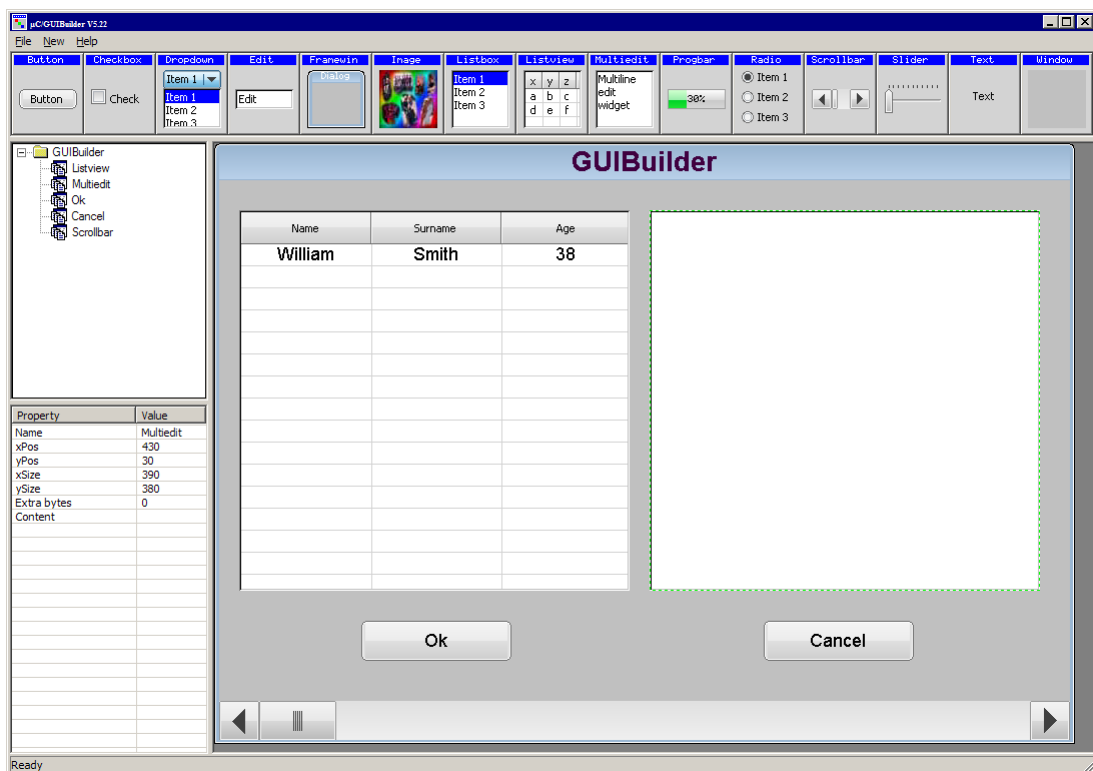 µC/GUIBuilder V5.22
File New Help
Button Checkbox Dropdown Edit Framewin Image Listbox Listview Multiedit Progbar Radio Scrollbar Slider Text Window
Button
Check
Item 1
Item 1
Item 2
Item 3
Edit
Dialog
Item 1
Item 2
Item 3
x y z
a b c
d e f
Multiline
edit
widget
30%
Item 1
Item 2
Item 3
Text
GUIBuilder
Listview
Multiedit
Ok
Cancel
Scrollbar
Property Value
Name Multiedit
xPos 430
yPos 30
xSize 390
ySize 380
Extra bytes 0
Content
GUIBuilder
Name Surname Age
William Smith 38
Ok
Cancel
Ready